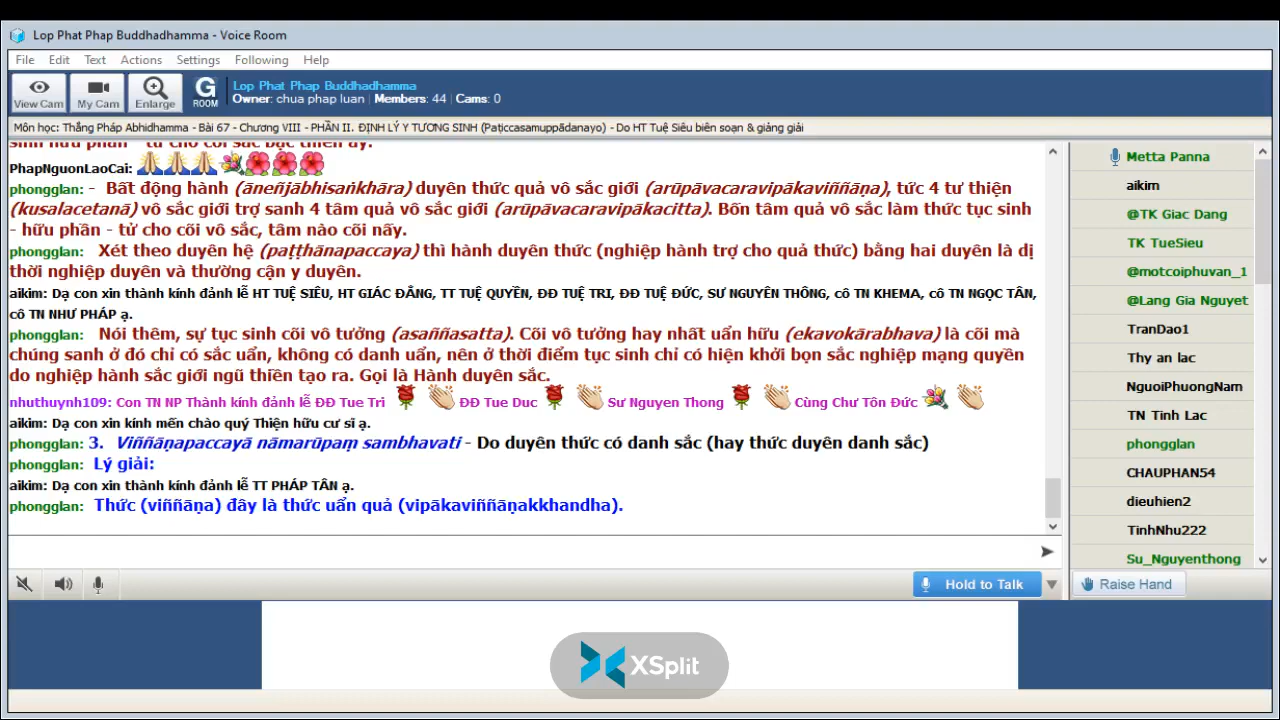 Lop Phat Phap Buddhadhamma - Voice Room
File Edit Text Actions Settings Following Help
View Cam My Cam Enlarge G ROOM
Lop Phat Phap Buddhadhamma
Owner: chua phap luan | Members: 44 | Cams: 0
Môn học: Thắng Pháp Abhidhamma - Bài 67 - Chương VIII - PHẦN II. ĐỊNH LÝ Y TƯƠNG SINH (Paṭiccasamuppādanayo) - Do HT Tuệ Siêu biên soạn & giảng giải
PhapNguonLaoCai:
phongglan: - Bất động hành (āneñjābhisaṅkhāra) duyên thức quả vô sắc giới (arūpāvacaravipākaviññāṇa), tức 4 tư thiện
(kusalacetanā) vô sắc giới trợ sanh 4 tâm quả vô sắc giới (arūpāvacaravipākacitta). Bốn tâm quả vô sắc làm thức tục sinh
- hữu phần - tử cho cõi vô sắc, tâm nào cõi nấy.
phongglan: Xét theo duyên hệ (paṭṭhānapaccaya) thì hành duyên thức (nghiệp hành trợ cho quả thức) bằng hai duyên là dị
thời nghiệp duyên và thường cận y duyên.
aikim: Dạ con xin thành kính đảnh lễ HT TUỆ SIÊU, HT GIÁC ĐẲNG, TT TUỆ QUYỀN, ĐĐ TUỆ TRI, ĐĐ TUỆ ĐỨC, SƯ NGUYÊN THÔNG, cô TN KHEMA, cô TN NGỌC TÂN,
cô TN NHƯ PHÁP ạ.
phongglan: Nói thêm, sự tục sinh cõi vô tưởng (asaññasatta). Cõi vô tưởng hay nhất uẩn hữu (ekavokārabhava) là cõi mà
chúng sanh ở đó chỉ có sắc uẩn, không có danh uẩn, nên ở thời điểm tục sinh chỉ có hiện khởi bọn sắc nghiệp mạng quyền
do nghiệp hành sắc giới ngũ thiền tạo ra. Gọi là Hành duyên sắc.
nhuthuynh109: Con TN NP Thành kính đảnh lễ ĐĐ Tue Tri ĐĐ Tue Duc Sư Nguyen Thong Cùng Chư Tôn Đức
aikim: Dạ con xin kính mến chào quý Thiện hữu cư sĩ ạ.
phongglan: 3. Viññāṇapaccayā nāmarūpaṃ sambhavati - Do duyên thức có danh sắc (hay thức duyên danh sắc)
phongglan: Lý giải:
aikim: Dạ con xin thành kính đảnh lễ TT PHÁP TÂN ạ.
phongglan: Thức (viññāṇa) đây là thức uẩn quả (vipākaviññāṇakkhandha).
Metta Panna
aikim
@TK Giac Dang
TK TueSieu
@motcoiphuvan_1
@Lang Gia Nguyet
TranDao1
Thy an lac
NguoiPhuongNam
TN Tinh Lac
phongglan
CHAUPHAN54
dieuhien2
TinhNhu222
Su_Nguyenthong
Hold to Talk
Raise Hand
XSplit